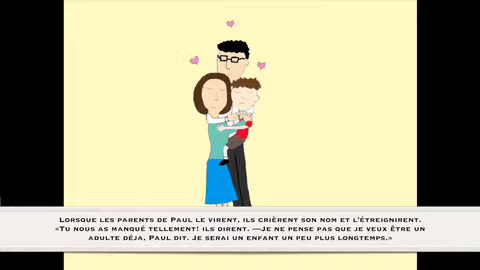 Lorsque les parents de Paul le virent, ils crièrent son nom et l'étreignirent.
«Tu nous as manqué tellement! ils dirent. —Je ne pense pas que je veux être un
adulte déja, Paul dit. Je serai un enfant un peu plus longtemps.»